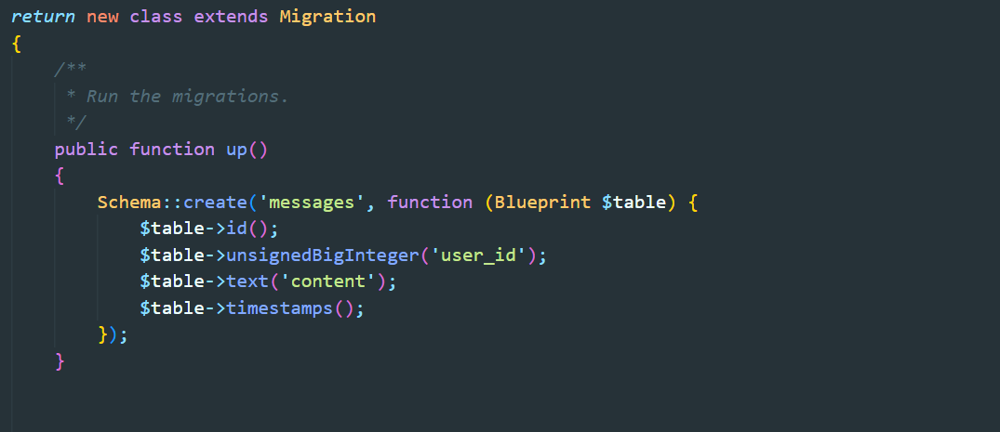 return new class extends Migration
{
    /**
     * Run the migrations.
     */
    public function up()
    {
        Schema::create('messages', function (Blueprint $table) {
            $table->id();
            $table->unsignedBigInteger('user_id');
            $table->text('content');
            $table->timestamps();
        });
    }